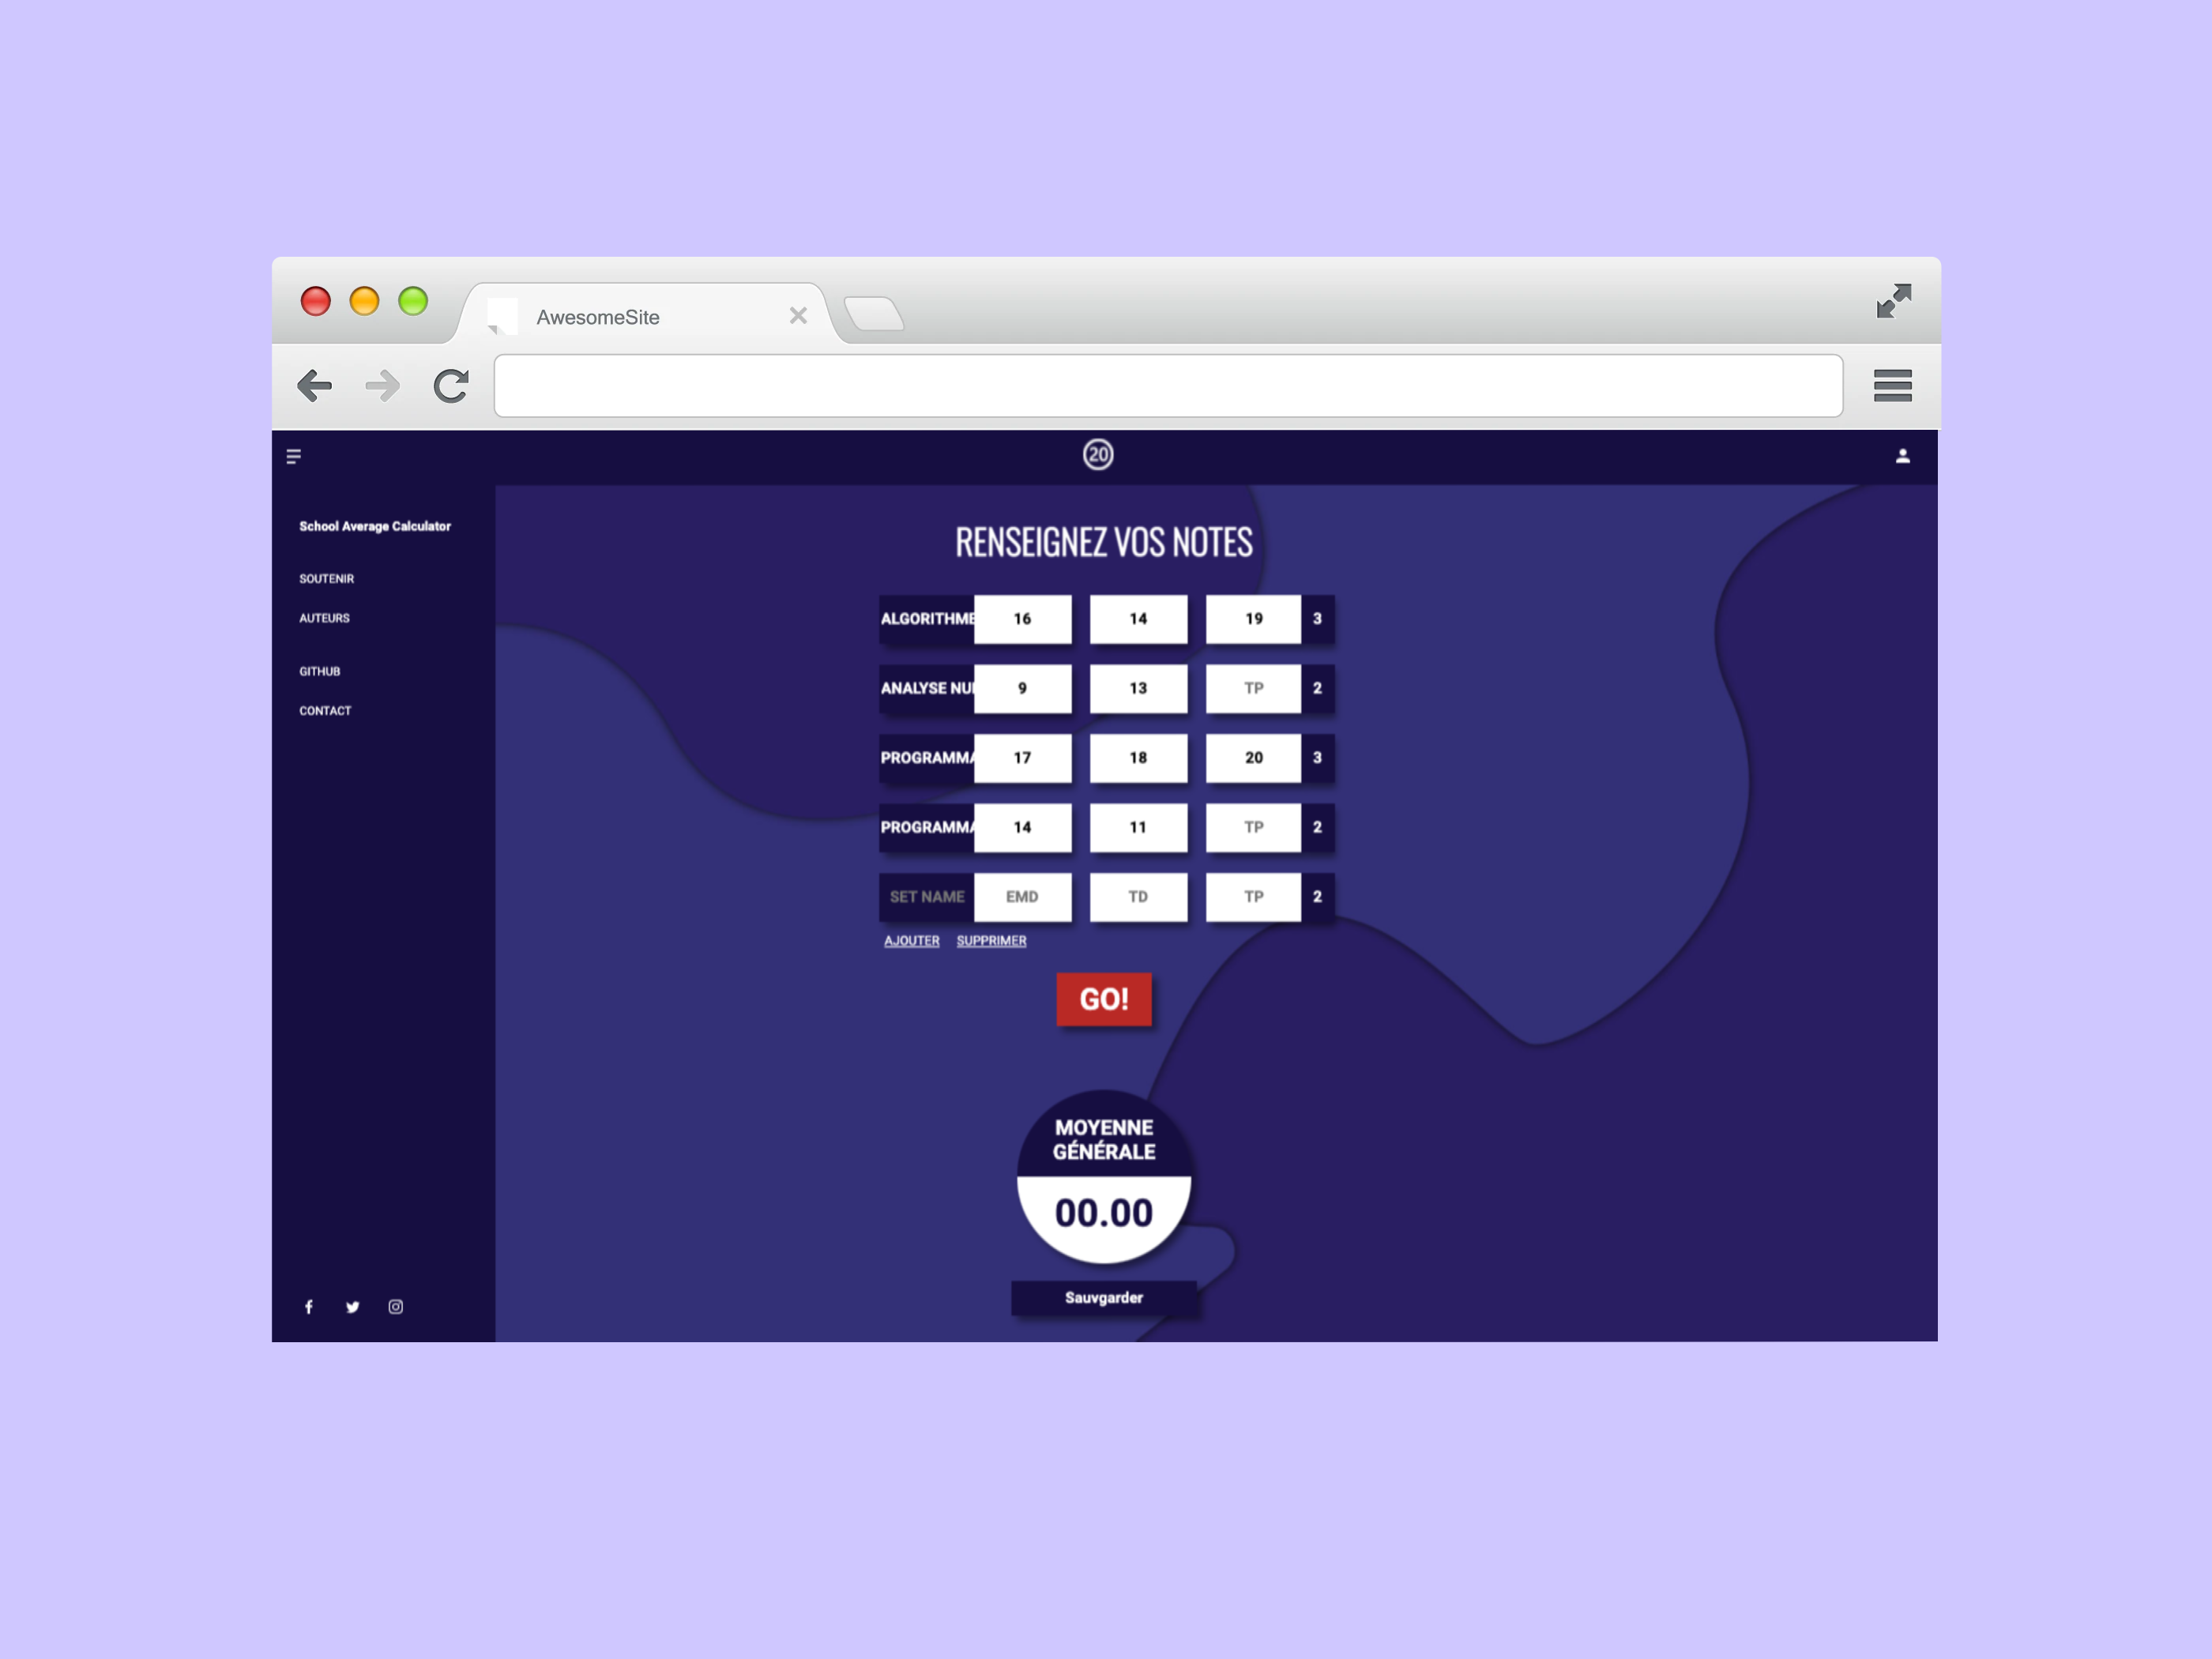 AwesomeSite
20
School Average Calculator
SOUTENIR
AUTEURS
GITHUB
CONTACT
RENSEIGNEZ VOS NOTES
ALGORITHME 16 14 19 3
ANALYSE NU 9 13 TP 2
PROGRAMMA 17 18 20 3
PROGRAMMA 14 11 TP 2
SET NAME EMD TD TP 2
AJOUTER SUPPRIMER
GO!
MOYENNE
GÉNÉRALE
00.00
Sauvgarder